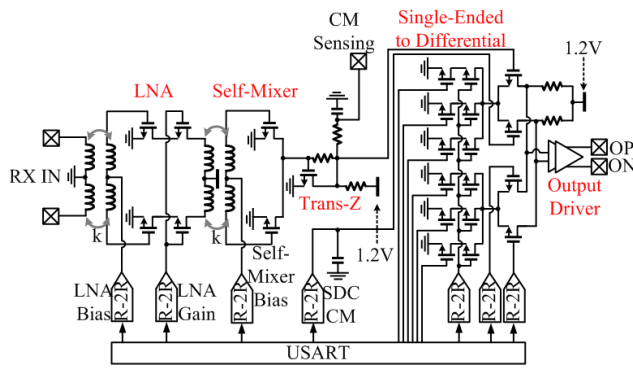 CM
Sensing
Single-Ended
to Differential
1.2V
LNA
Self-Mixer
RX IN
k
k
Trans-Z
1.2V
OP
ON
Output
Driver
LNA
Bias
R-2R
LNA
Gain
R-2R
Self-
Mixer
Bias
R-2R
SDC
CM
R-2R
R-2R
R-2R
R-2R
USART